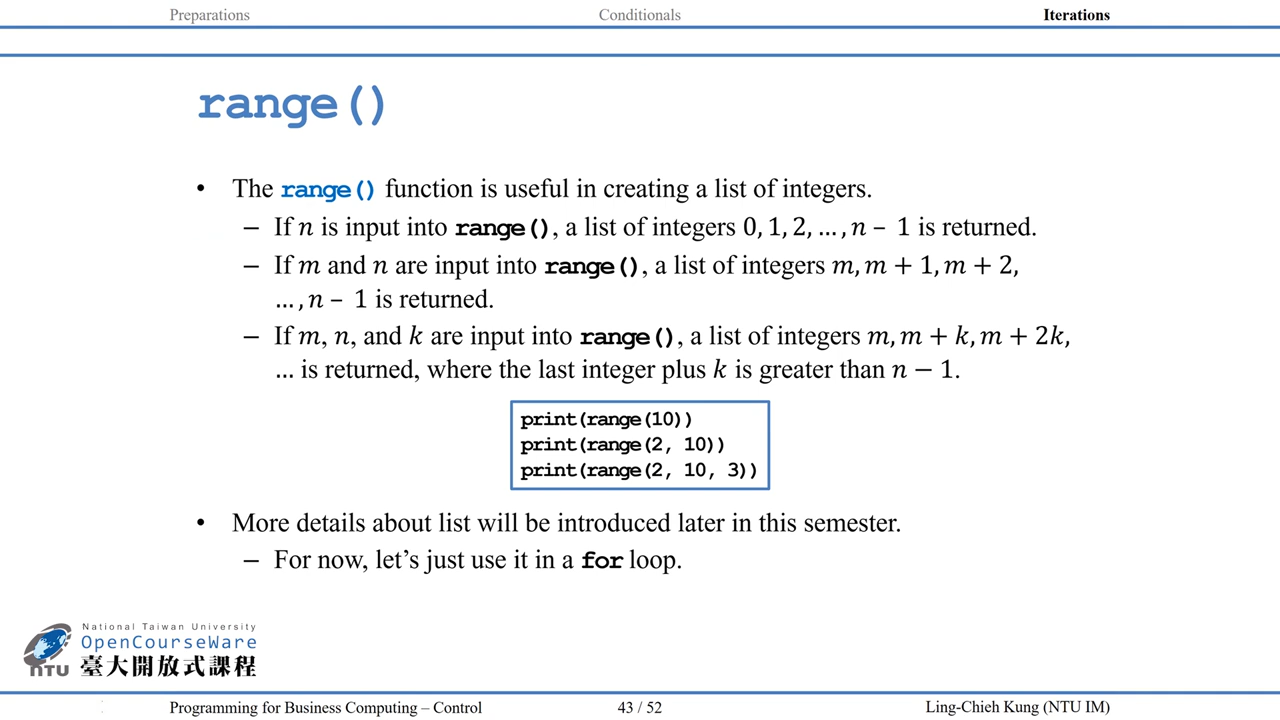 Preparations Conditionals Iterations
range()
• The range() function is useful in creating a list of integers.
– If n is input into range(), a list of integers 0, 1, 2, … , n – 1 is returned.
– If m and n are input into range(), a list of integers m, m + 1, m + 2,
… , n – 1 is returned.
– If m, n, and k are input into range(), a list of integers m, m + k, m + 2k,
… is returned, where the last integer plus k is greater than n − 1.
print(range(10))
print(range(2, 10))
print(range(2, 10, 3))
• More details about list will be introduced later in this semester.
– For now, let’s just use it in a for loop.
National Taiwan University
OpenCourseWare
NTU 臺大開放式課程
Programming for Business Computing – Control 43 / 52 Ling-Chieh Kung (NTU IM)